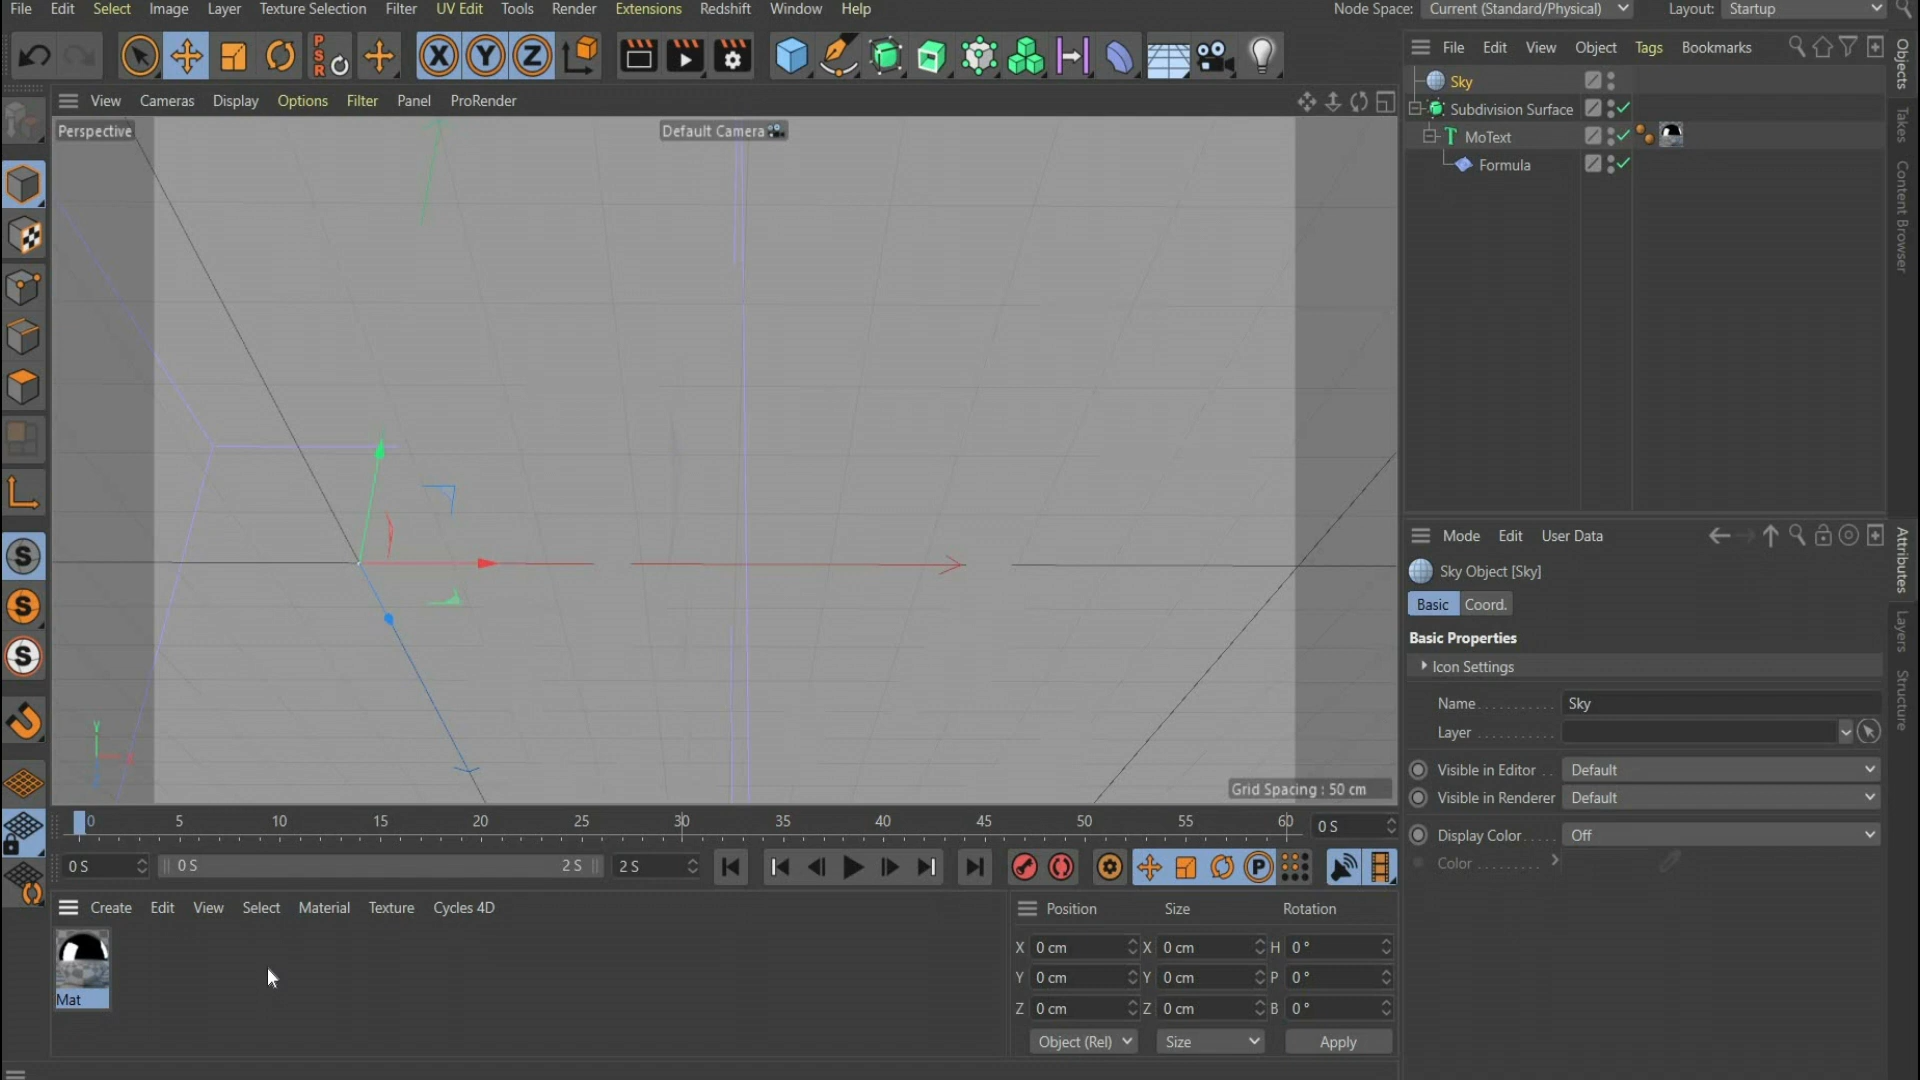 File Edit Select Image Layer Texture Selection Filter UV Edit Tools Render Extensions Redshift Window Help
Node Space: Current (Standard/Physical) Layout: Startup
P S R X Y Z
File Edit View Object Tags Bookmarks
View Cameras Display Options Filter Panel ProRender
Perspective
Default Camera
Sky
Subdivision Surface
MoText
Formula
Objects
Takes
Content Browser
S
S
S
Y
Grid Spacing : 50 cm
Mode Edit User Data
Sky Object [Sky]
Basic Coord.
Basic Properties
Icon Settings
Name Sky
Layer
Visible in Editor Default
Visible in Renderer Default
Display Color Off
Color
Attributes
Layers
Structure
0 5 10 15 20 25 30 35 40 45 50 55 60 0 S
0 S 0 S 2 S 2 S P
Create Edit View Select Material Texture Cycles 4D
Mat
Position Size Rotation
X 0 cm X 0 cm H 0 °
Y 0 cm Y 0 cm P 0 °
Z 0 cm Z 0 cm B 0 °
Object (Rel) Size Apply